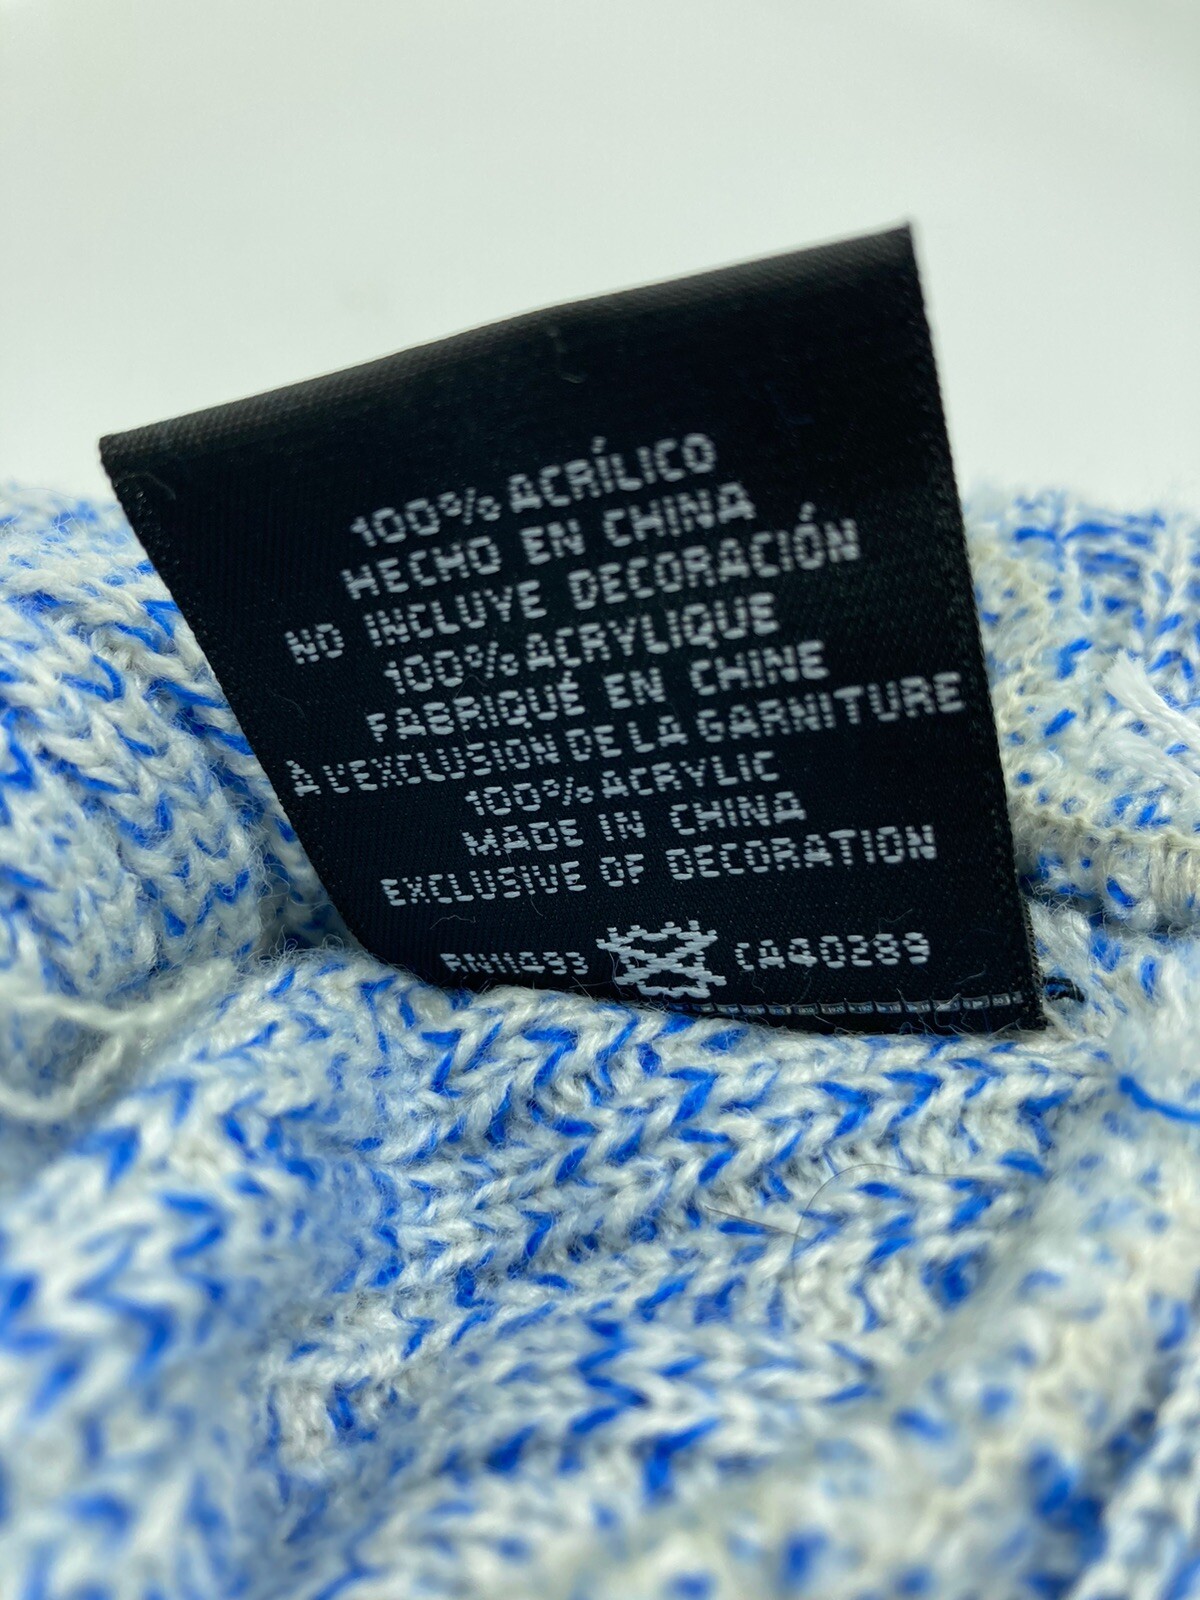 100% ACRÍLICO
HECHO EN CHINA
NO INCLUYE DECORACIÓN
100% ACRYLIQUE
FABRIQUÉ EN CHINE
À L'EXCLUSION DE LA GARNITURE
100% ACRYLIC
MADE IN CHINA
EXCLUSIVE OF DECORATION
RN11493 CA40289